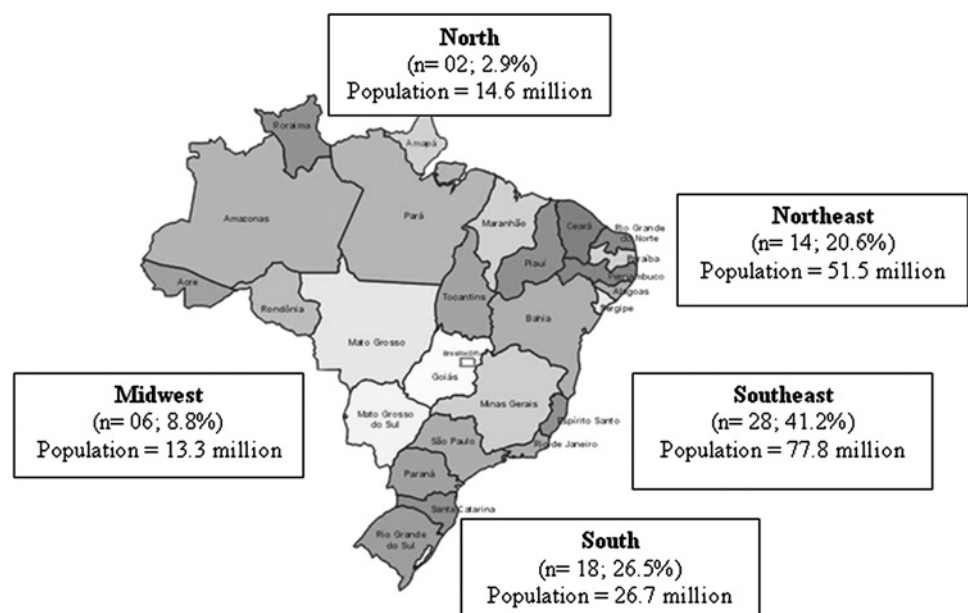 North
(n= 02; 2.9%)
Population = 14.6 million
Roraima
Amapá
Amazonas
Pará
Maranhão
Ceará
Rio Grande
do Norte
Paraíba
Piauí
Pernambuco
Alagoas
Sergipe
Acre
Rondônia
Tocantins
Bahia
Mato Grosso
Goiás
Minas Gerais
Mato Grosso
do Sul
Espírito Santo
São Paulo
Rio de Janeiro
Paraná
Santa Catarina
Rio Grande
do Sul
Northeast
(n= 14; 20.6%)
Population = 51.5 million
Midwest
(n= 06; 8.8%)
Population = 13.3 million
Southeast
(n= 28; 41.2%)
Population = 77.8 million
South
(n= 18; 26.5%)
Population = 26.7 million